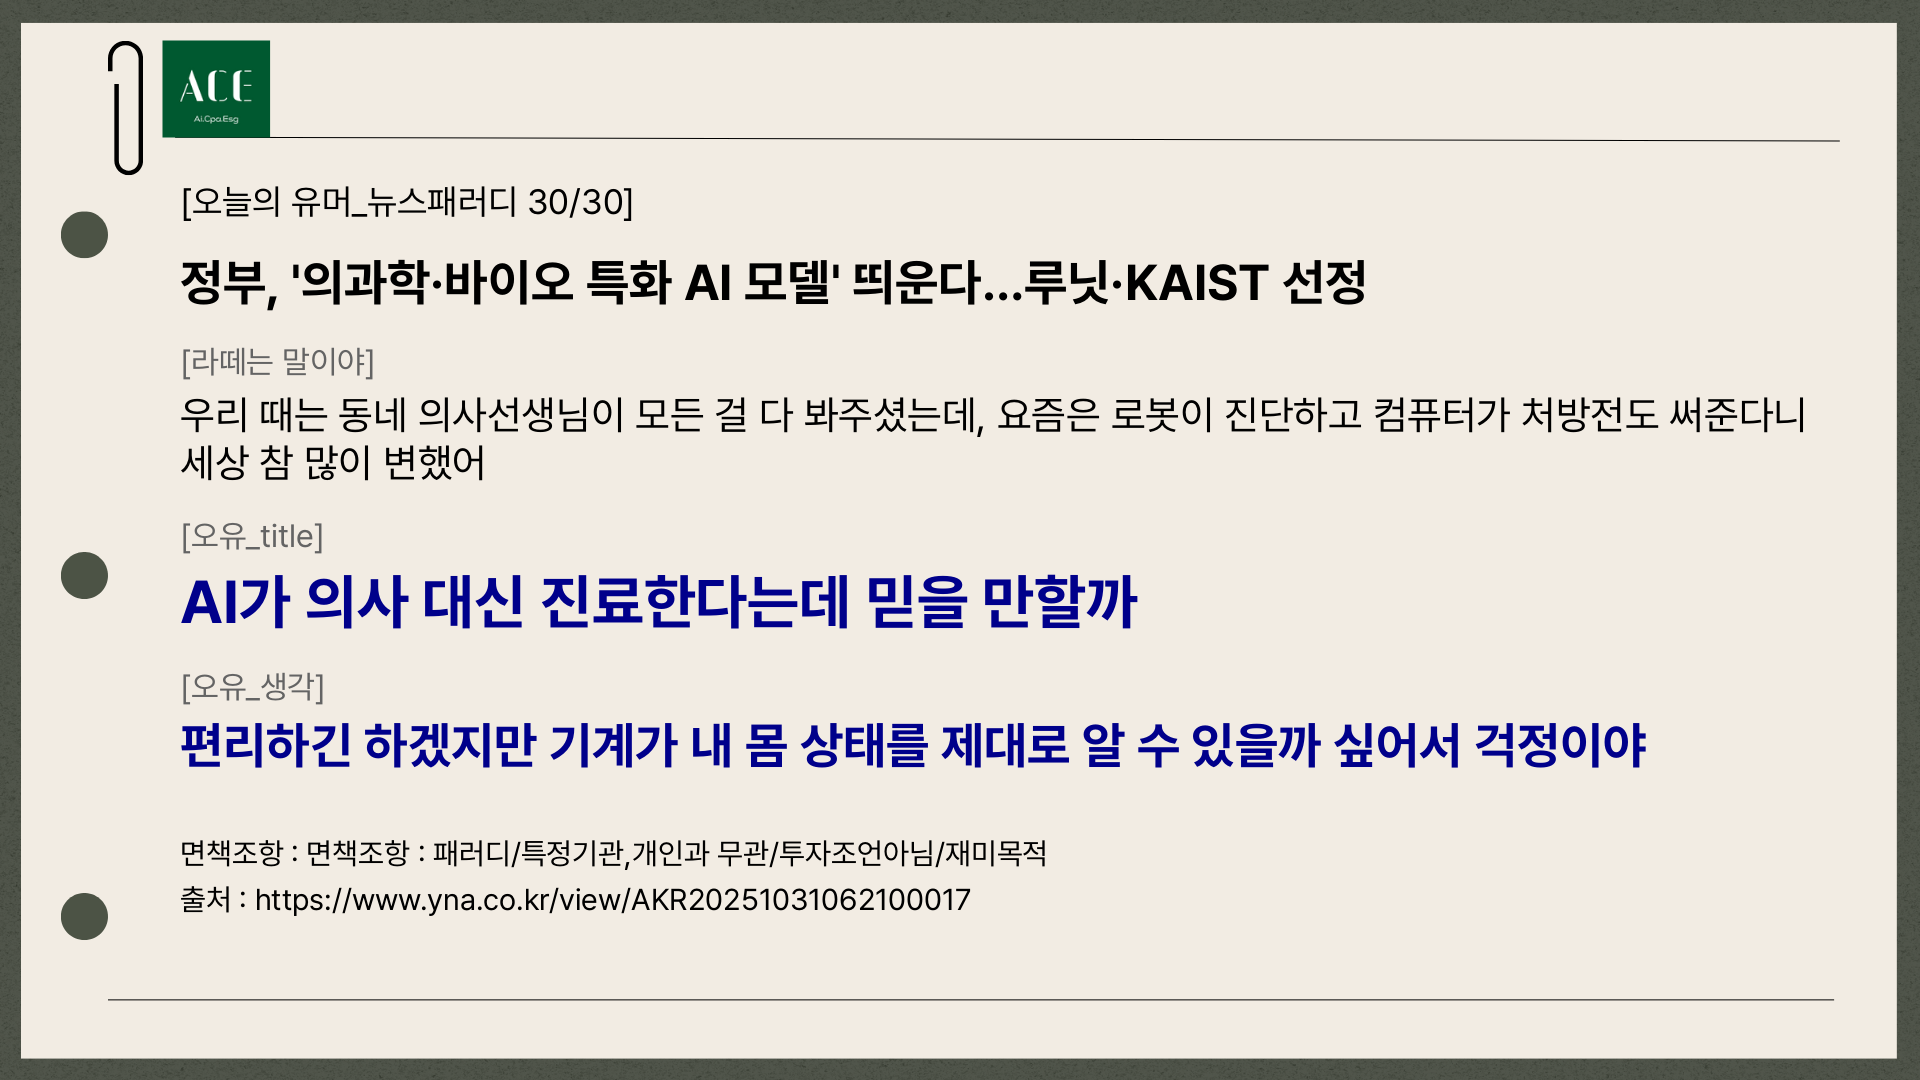 ACE
Ai.Cpa.Esg
[오늘의 유머_뉴스패러디 30/30]
정부, '의과학·바이오 특화 AI 모델' 띄운다...루닛·KAIST 선정
[라떼는 말이야]
우리 때는 동네 의사선생님이 모든 걸 다 봐주셨는데, 요즘은 로봇이 진단하고 컴퓨터가 처방전도 써준다니
세상 참 많이 변했어
[오유_title]
AI가 의사 대신 진료한다는데 믿을 만할까
[오유_생각]
편리하긴 하겠지만 기계가 내 몸 상태를 제대로 알 수 있을까 싶어서 걱정이야
면책조항 : 면책조항 : 패러디/특정기관,개인과 무관/투자조언아님/재미목적
출처 : https://www.yna.co.kr/view/AKR20251031062100017